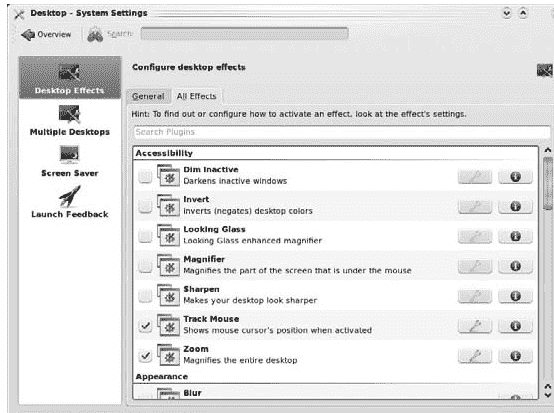 Desktop - System Settings
Overview
Search:
Configure desktop effects
Desktop Effects
Multiple Desktops
Screen Saver
Launch Feedback
General
All Effects
Hint: To find out or configure how to activate an effect, look at the effect's settings.
Search Plugins
Accessibility
Dim Inactive
Darkens inactive windows
Invert
Inverts (negates) desktop colors
Looking Glass
Looking Glass enhanced magnifier
Magnifier
Magnifies the part of the screen that is under the mouse
Sharpen
Makes your desktop look sharper
Track Mouse
Shows mouse cursor's position when activated
Zoom
Magnifies the entire desktop
Appearance
Blur